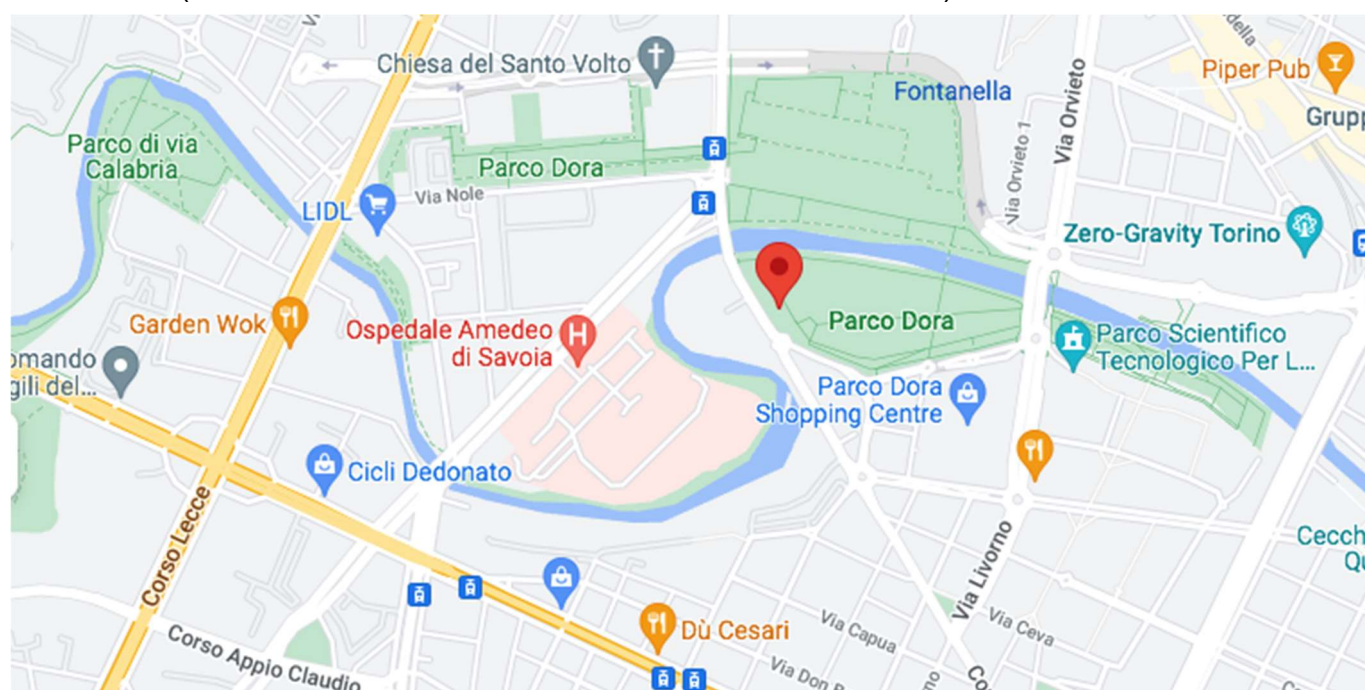 Chiesa del Santo Volto
Piper Pub
Fontanella
Parco di via
Calabria
Parco Dora
Via Orvieto
Via Orvieto 1
Via Nole
LIDL
Zero-Gravity Torino
Garden Wok
Ospedale Amedeo
di Savoia
H
Parco Dora
Parco Scientifico
Tecnologico Per L...
Parco Dora
Shopping Centre
Cicli Dedonato
Corso Lecce
Via Livorno
Dù Cesari
Via Capua
Via Ceva
Corso Appio Claudio